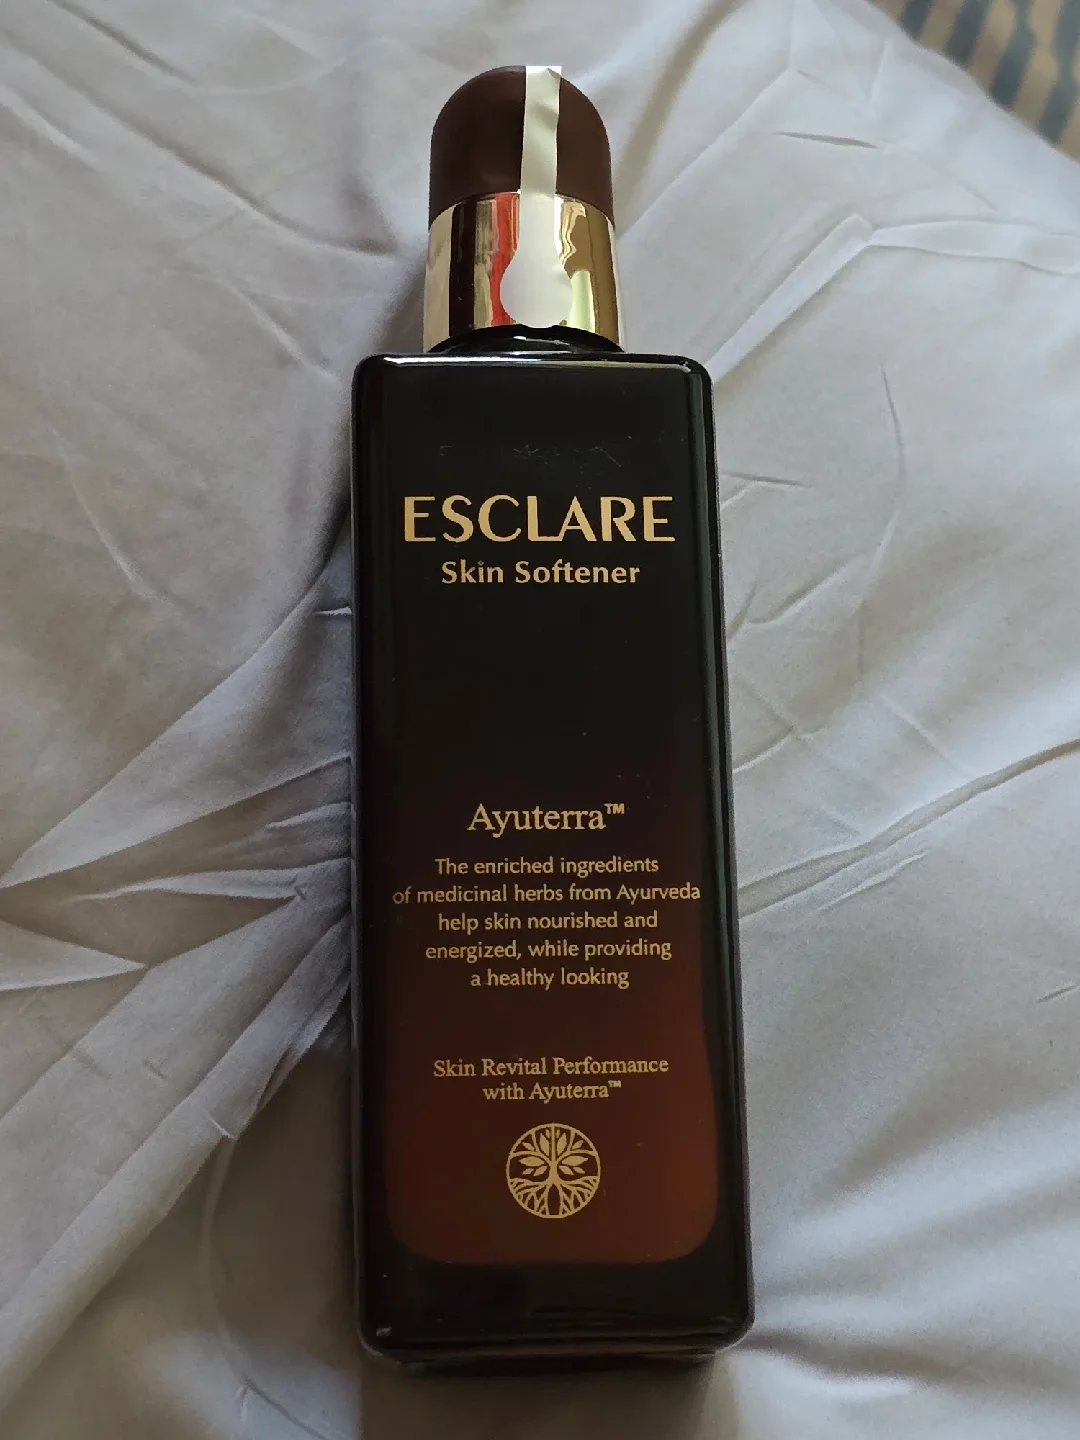 ESCLARE
Skin Softener
Ayuterra™
The enriched ingredients
of medicinal herbs from Ayurveda
help skin nourished and
energized, while providing
a healthy looking
Skin Revital Performance
with Ayuterra™